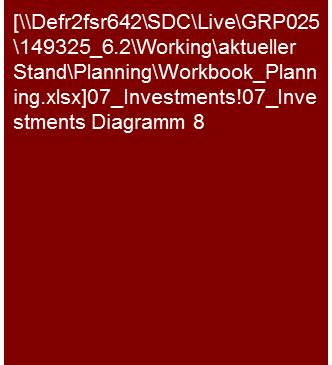 [\\Defr2fsr642\SDC\Live\GRP025
\149325_6.2\Working\aktueller
Stand\Planning\Workbook_Plann
ing.xlsx]07_Investments!07_Inve
stments Diagramm 8